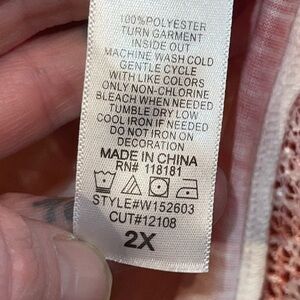 100%POLYESTER
TURN GARMENT
INSIDE OUT
MACHINE WASH COLD
GENTLE CYCLE
WITH LIKE COLORS
ONLY NON-CHLORINE
BLEACH WHEN NEEDED
TUMBLE DRY LOW
COOL IRON IF NEEDED
DO NOT IRON ON
DECORATION
MADE IN CHINA
RN# 118181
STYLE#W152603
CUT#12108
2X